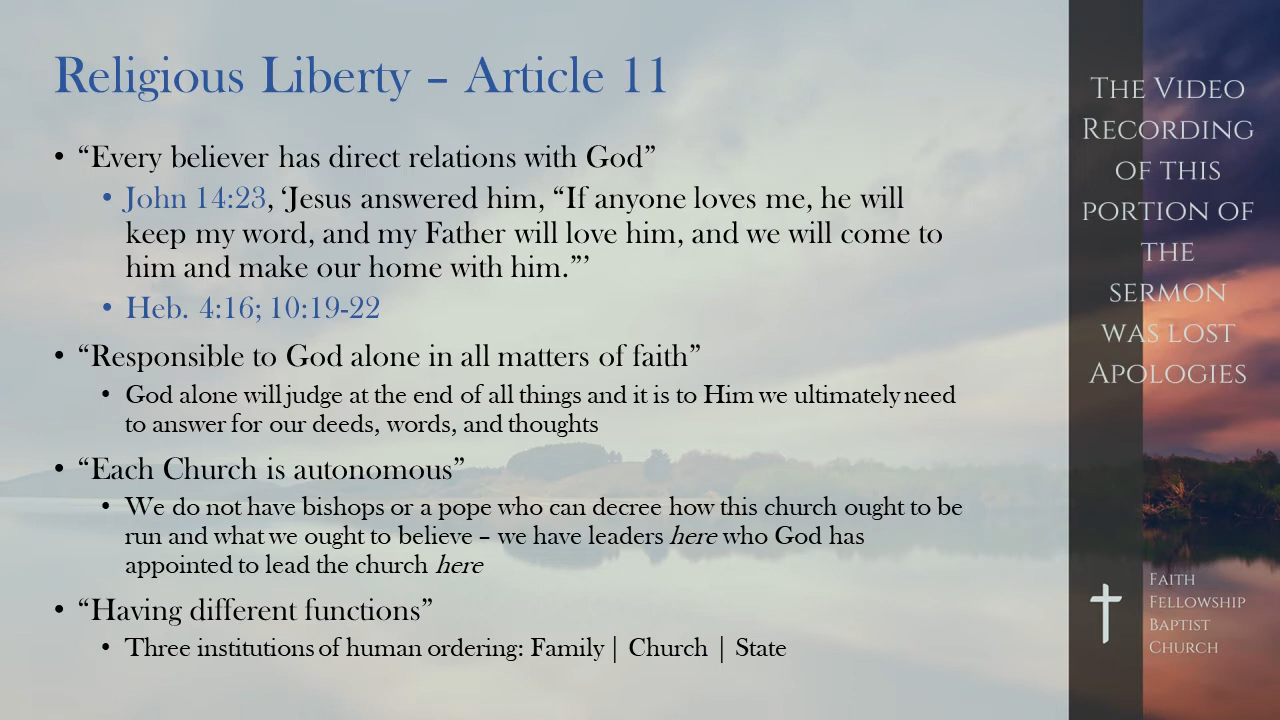 Religious Liberty – Article 11
• “Every believer has direct relations with God”
• John 14:23, ‘Jesus answered him, “If anyone loves me, he will
keep my word, and my Father will love him, and we will come to
him and make our home with him.”’
• Heb. 4:16; 10:19-22
• “Responsible to God alone in all matters of faith”
• God alone will judge at the end of all things and it is to Him we ultimately need
to answer for our deeds, words, and thoughts
• “Each Church is autonomous”
• We do not have bishops or a pope who can decree how this church ought to be
run and what we ought to believe – we have leaders here who God has
appointed to lead the church here
• “Having different functions”
• Three institutions of human ordering: Family | Church | State
The Video
Recording
of this
portion of
the
sermon
was lost
Apologies
Faith
Fellowship
Baptist
Church